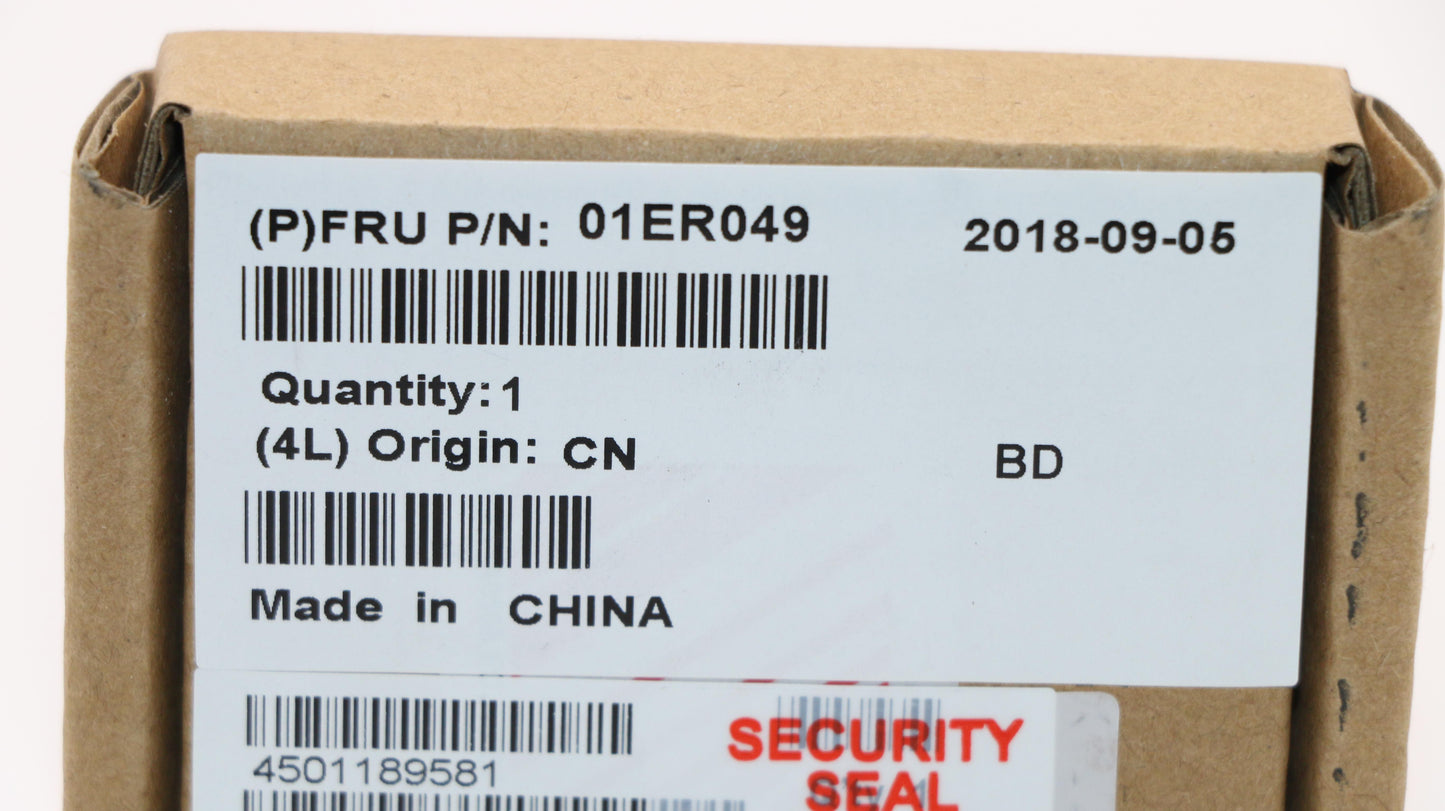 (P)FRU P/N: 01ER049 2018-09-05
Quantity: 1
(4L) Origin: CN BD
Made in CHINA
4501189581
SECURITY
SEAL